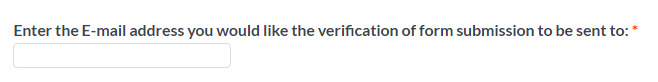 Enter the E-mail address you would like the verification of form submission to be sent to: *